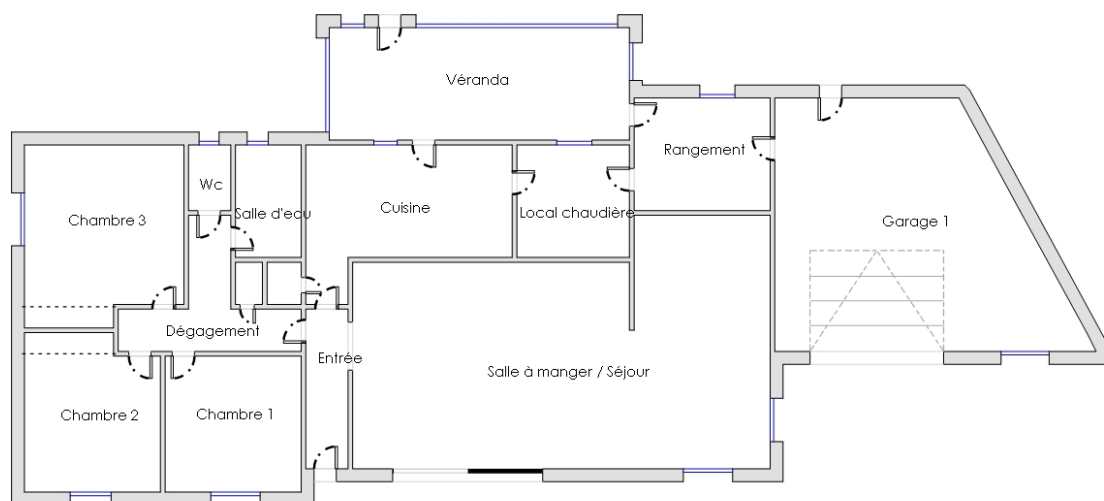 Véranda
Rangement
Wc
Chambre 3
Salle d'eau
Cuisine
Local chaudière
Garage 1
Dégagement
Entrée
Salle à manger / Séjour
Chambre 2
Chambre 1